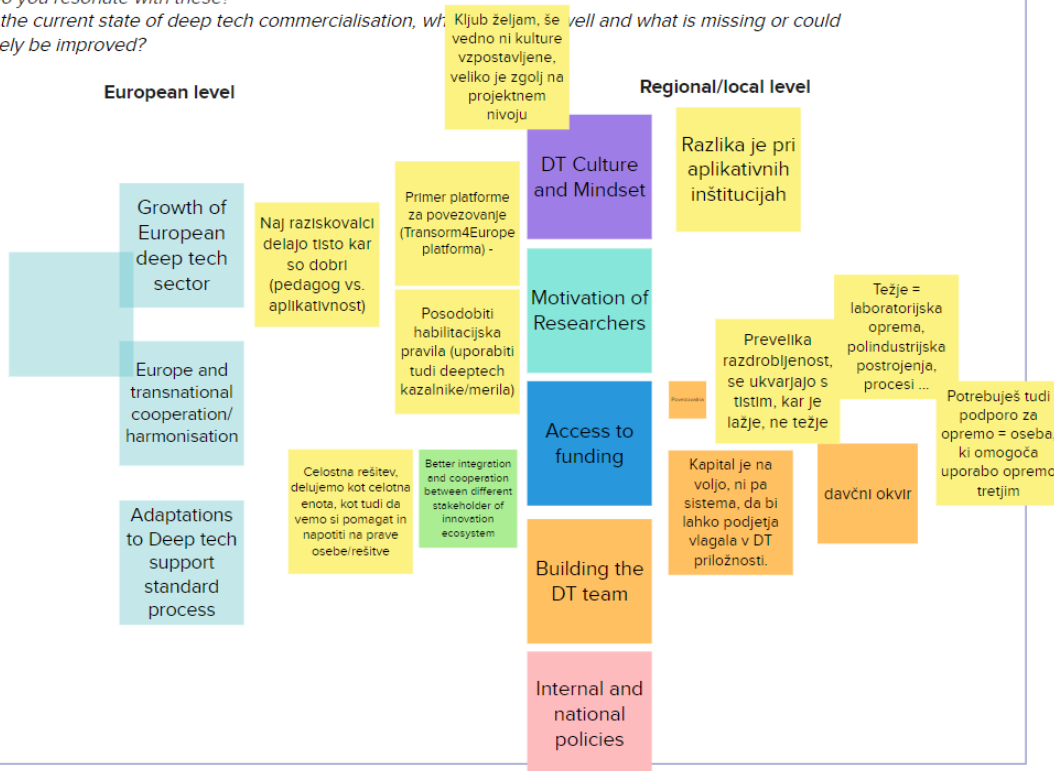 o you resonate with these?
the current state of deep tech commercialisation, wh
vell and what is missing or could
ely be improved?
European level
Regional/local level
Kljub željam, še
vedno ni kulture
vzpostavljene,
veliko je zgolj na
projektnem
nivoju
DT Culture
and Mindset
Razlika je pri
aplikativnih
inštitucijah
Growth of
European
deep tech
sector
Naj raziskovalci
delajo tisto kar
so dobri
(pedagog vs.
aplikativnost)
Primer platforme
za povezovanje
(Transorm4Europe
platforma) -
Motivation of
Researchers
Posodobiti
habilitacijska
pravila (uporabiti
tudi deeptech
kazalnike/merila)
Težje =
laboratorijska
oprema,
polindustrijska
postrojenja,
procesi ...
Prevelika
razdrobljenost,
se ukvarjajo s
tistim, kar je
lažje, ne težje
Europe and
transnational
cooperation/
harmonisation
Access to
funding
Potrebuješ tudi
podporo za
opremo = oseba,
ki omogoča
uporabo opremo
tretjim
Celostna rešitev,
delujemo kot celotna
enota, kot tudi da
vemo si pomagat in
napotiti na prave
osebe/rešitve
Better integration
and cooperation
between different
stakeholder of
innovation
ecosystem
Kapital je na
voljo, ni pa
sistema, da bi
lahko podjetja
vlagala v DT
priložnosti.
davčni okvir
Adaptations
to Deep tech
support
standard
process
Building the
DT team
Internal and
national
policies